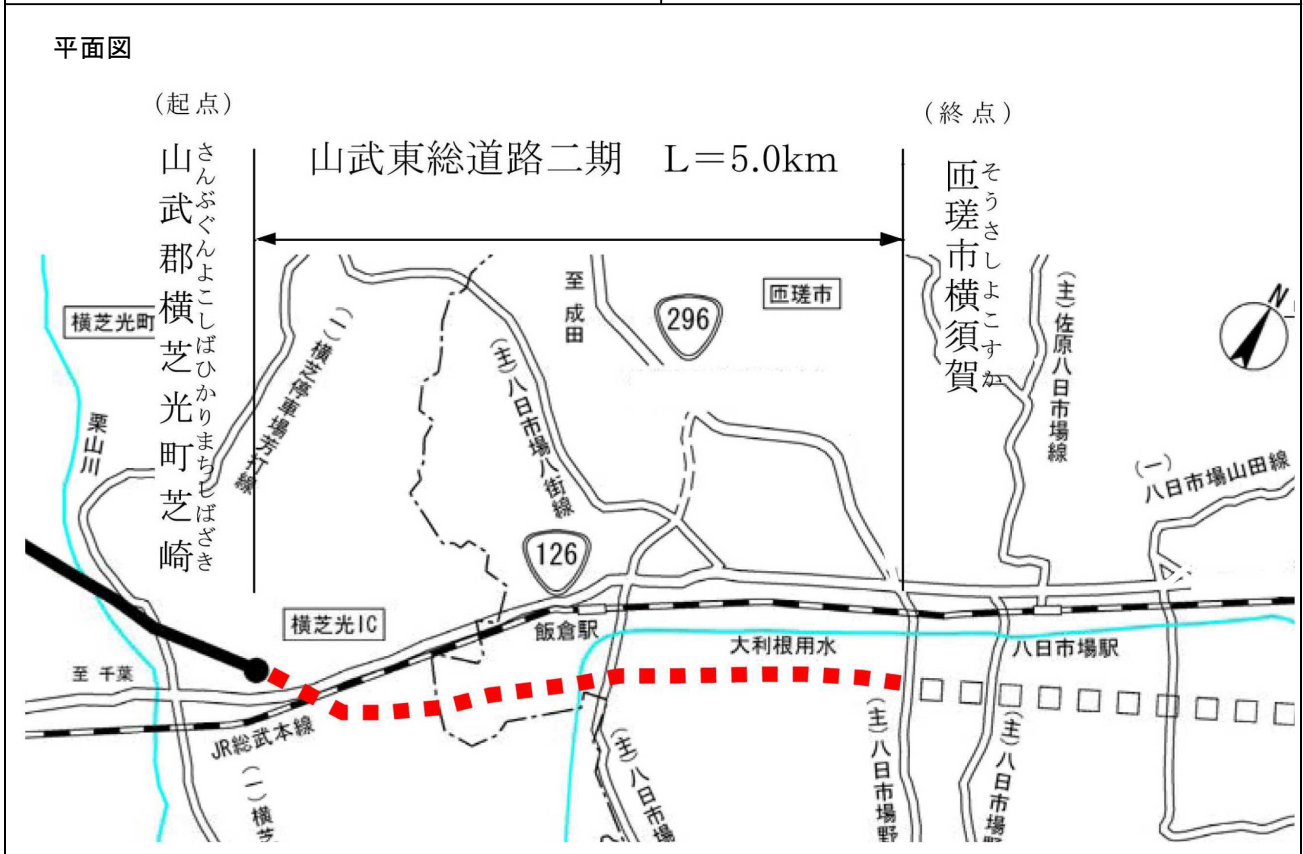 平面図
(起点)
山武郡横芝光町芝崎
さんぶぐんよこしばひかりまちしばざき
山武東総道路二期 L=5.0km
(終点)
匝瑳市横須賀
そうさしよこすか
横芝光町
栗山川
(一)横芝停車場芳打線
(主)八日市場八街線
至 成田
296
匝瑳市
(主)佐原八日市場線
(一)八日市場山田線
N
126
横芝光IC
飯倉駅
大利根用水
八日市場駅
至 千葉
JR総武本線
(一)横芝
(主)八日市場
(主)八日市場野
(主)八日市場